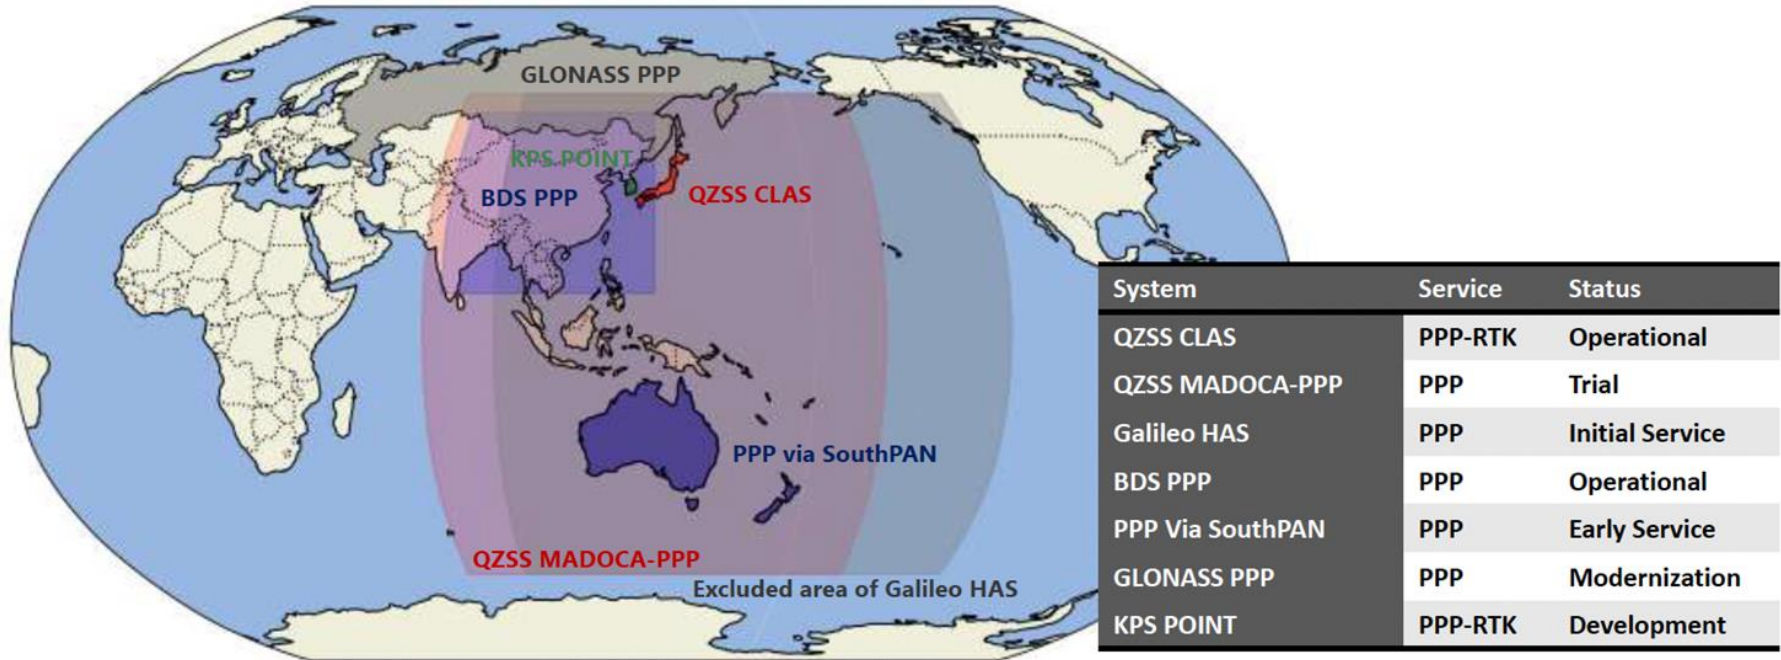 GLONASS PPP
KPS POINT
BDS PPP
QZSS CLAS
PPP via SouthPAN
QZSS MADOCA-PPP
Excluded area of Galileo HAS
System Service Status
QZSS CLAS PPP-RTK Operational
QZSS MADOCA-PPP PPP Trial
Galileo HAS PPP Initial Service
BDS PPP PPP Operational
PPP Via SouthPAN PPP Early Service
GLONASS PPP PPP Modernization
KPS POINT PPP-RTK Development